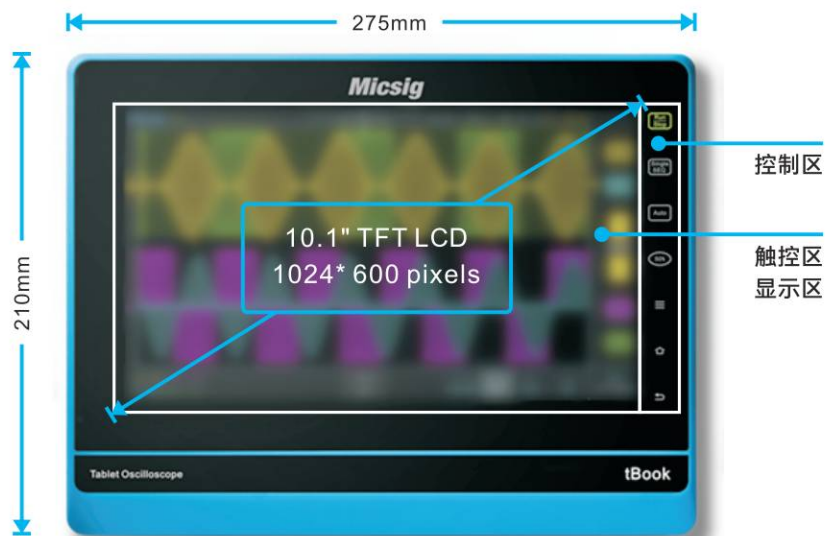 275mm
Micsig
控制区
10.1" TFT LCD
1024* 600 pixels
触控区
显示区
210mm
Auto
50%
Tablet Oscilloscope
tBook